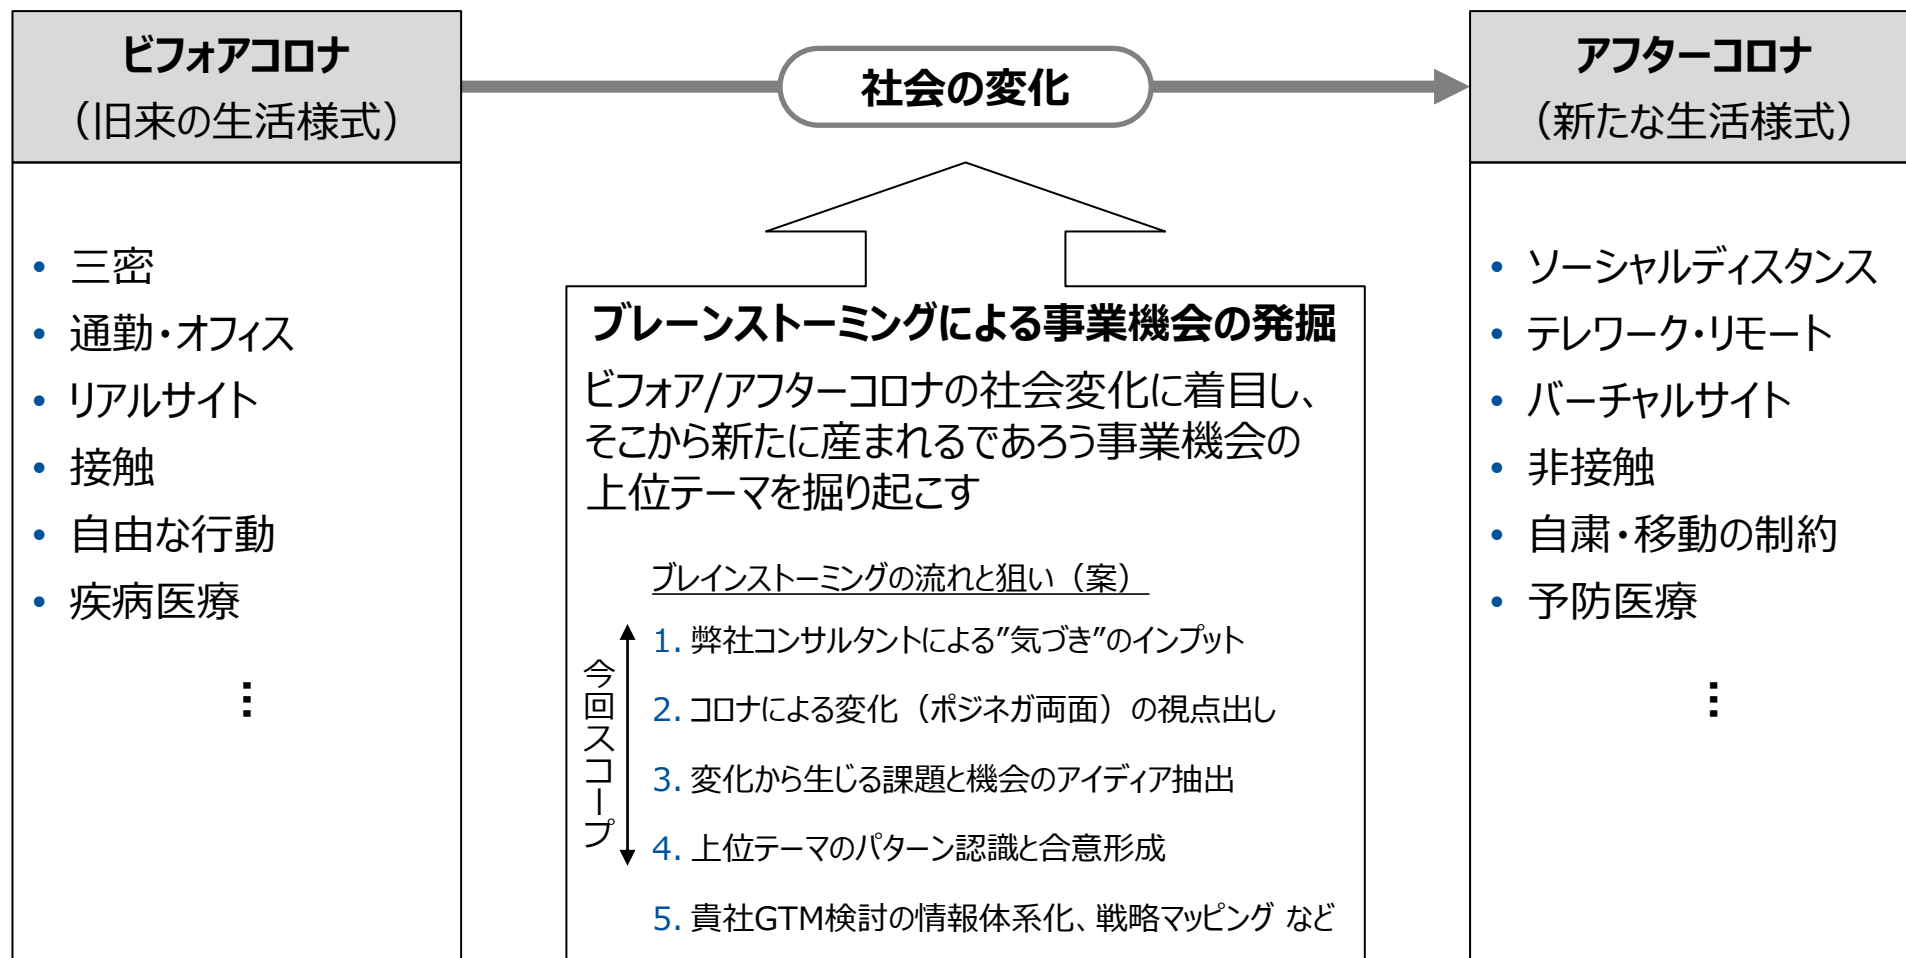 ビフォアコロナ
（旧来の生活様式）
• 三密
• 通勤・オフィス
• リアルサイト
• 接触
• 自由な行動
• 疾病医療
…
社会の変化
ブレーンストーミングによる事業機会の発掘
ビフォア/アフターコロナの社会変化に着目し、
そこから新たに産まれるであろう事業機会の
上位テーマを掘り起こす
ブレインストーミングの流れと狙い（案）
今回スコープ
1. 弊社コンサルタントによる”気づき”のインプット
2. コロナによる変化（ポジネガ両面）の視点出し
3. 変化から生じる課題と機会のアイディア抽出
4. 上位テーマのパターン認識と合意形成
5. 貴社GTM検討の情報体系化、戦略マッピング など
アフターコロナ
（新たな生活様式）
• ソーシャルディスタンス
• テレワーク・リモート
• バーチャルサイト
• 非接触
• 自粛・移動の制約
• 予防医療
…